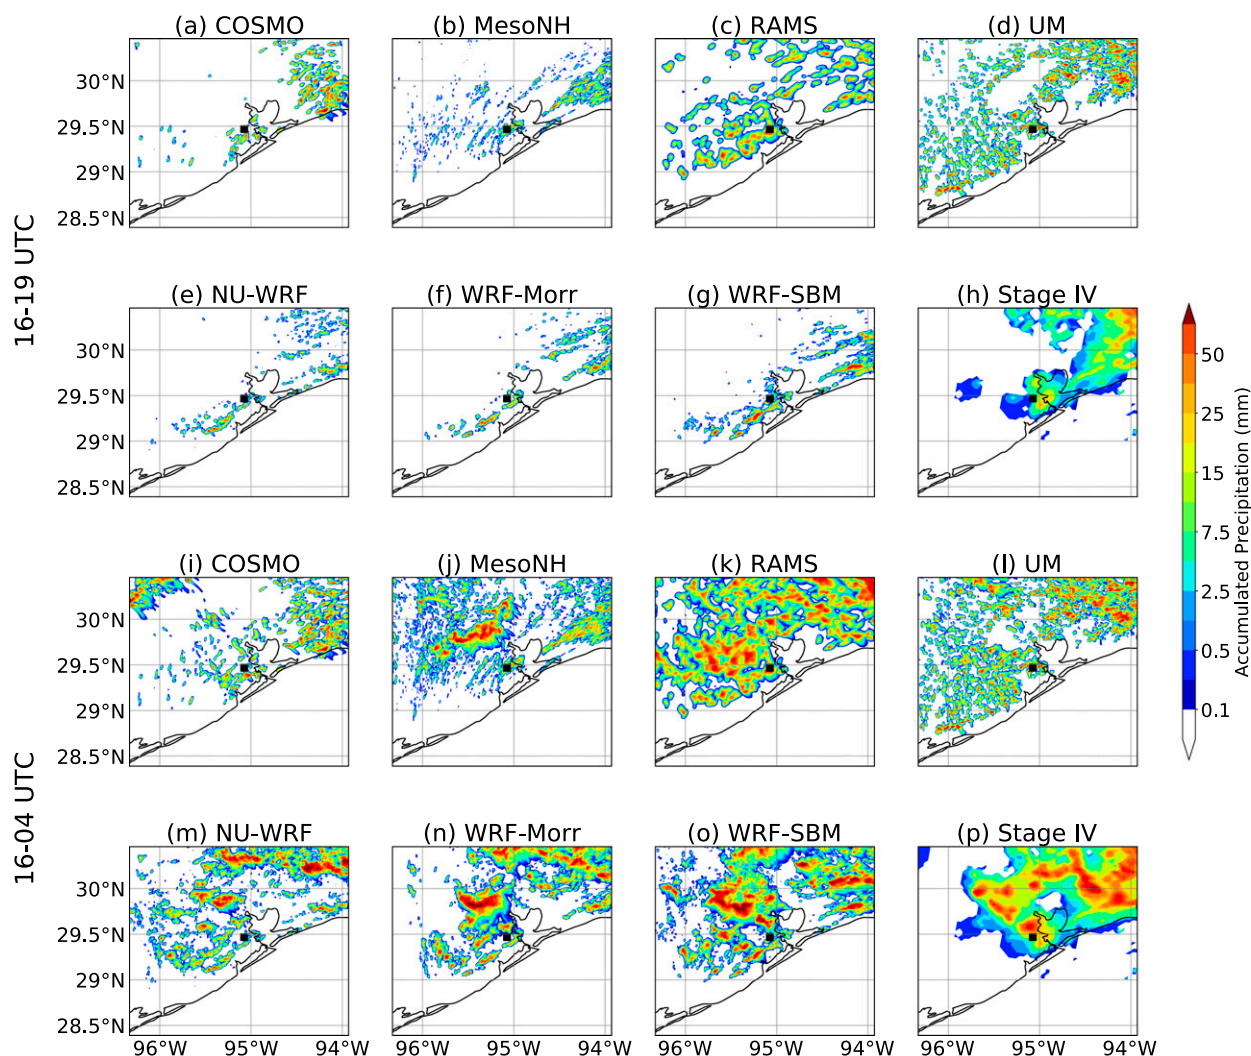 (a) COSMO (b) MesoNH (c) RAMS (d) UM
30°N
29.5°N
29°N
28.5°N
16-19 UTC
(e) NU-WRF (f) WRF-Morr (g) WRF-SBM (h) Stage IV
30°N
29.5°N
29°N
28.5°N
(i) COSMO (j) MesoNH (k) RAMS (l) UM
30°N
29.5°N
29°N
28.5°N
16-04 UTC
(m) NU-WRF (n) WRF-Morr (o) WRF-SBM (p) Stage IV
30°N
29.5°N
29°N
28.5°N
96°W 95°W 94°W 96°W 95°W 94°W 96°W 95°W 94°W 96°W 95°W 94°W
50
25
15
7.5
2.5
0.5
0.1
Accumulated Precipitation (mm)